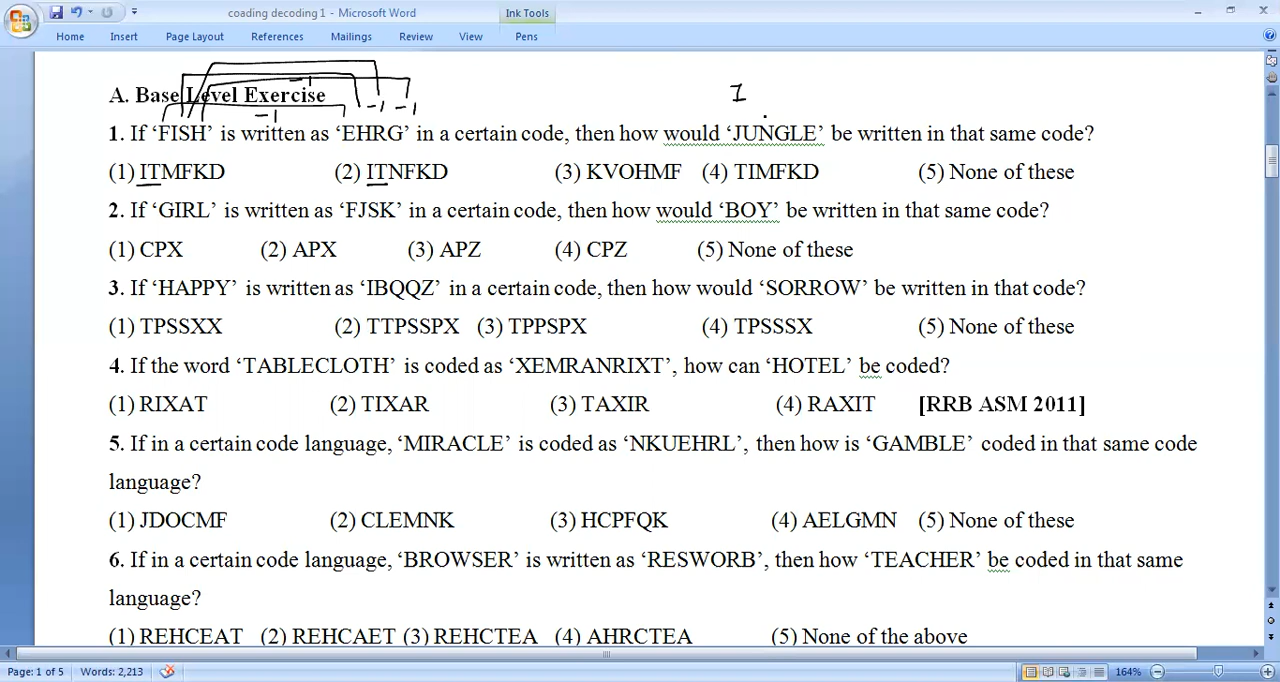 coading decoding 1 - Microsoft Word
Ink Tools
Home Insert Page Layout References Mailings Review View Pens
I
A. Base Level Exercise
-1 -1 -1 -1
1. If ‘FISH’ is written as ‘EHRG’ in a certain code, then how would ‘JUNGLE’ be written in that same code?
(1) ITMFKD (2) ITNFKD (3) KVOHMF (4) TIMFKD (5) None of these
2. If ‘GIRL’ is written as ‘FJSK’ in a certain code, then how would ‘BOY’ be written in that same code?
(1) CPX (2) APX (3) APZ (4) CPZ (5) None of these
3. If ‘HAPPY’ is written as ‘IBQQZ’ in a certain code, then how would ‘SORROW’ be written in that code?
(1) TPSSXX (2) TTPSSPX (3) TPPSPX (4) TPSSSX (5) None of these
4. If the word ‘TABLECLOTH’ is coded as ‘XEMRANRIXT’, how can ‘HOTEL’ be coded?
(1) RIXAT (2) TIXAR (3) TAXIR (4) RAXIT [RRB ASM 2011]
5. If in a certain code language, ‘MIRACLE’ is coded as ‘NKUEHRL’, then how is ‘GAMBLE’ coded in that same code
language?
(1) JDOCMF (2) CLEMNK (3) HCPFQK (4) AELGMN (5) None of these
6. If in a certain code language, ‘BROWSER’ is written as ‘RESWORB’, then how ‘TEACHER’ be coded in that same
language?
(1) REHCEAT (2) REHCAET (3) REHCTEA (4) AHRCTEA (5) None of the above
Page: 1 of 5 Words: 2,213 164%